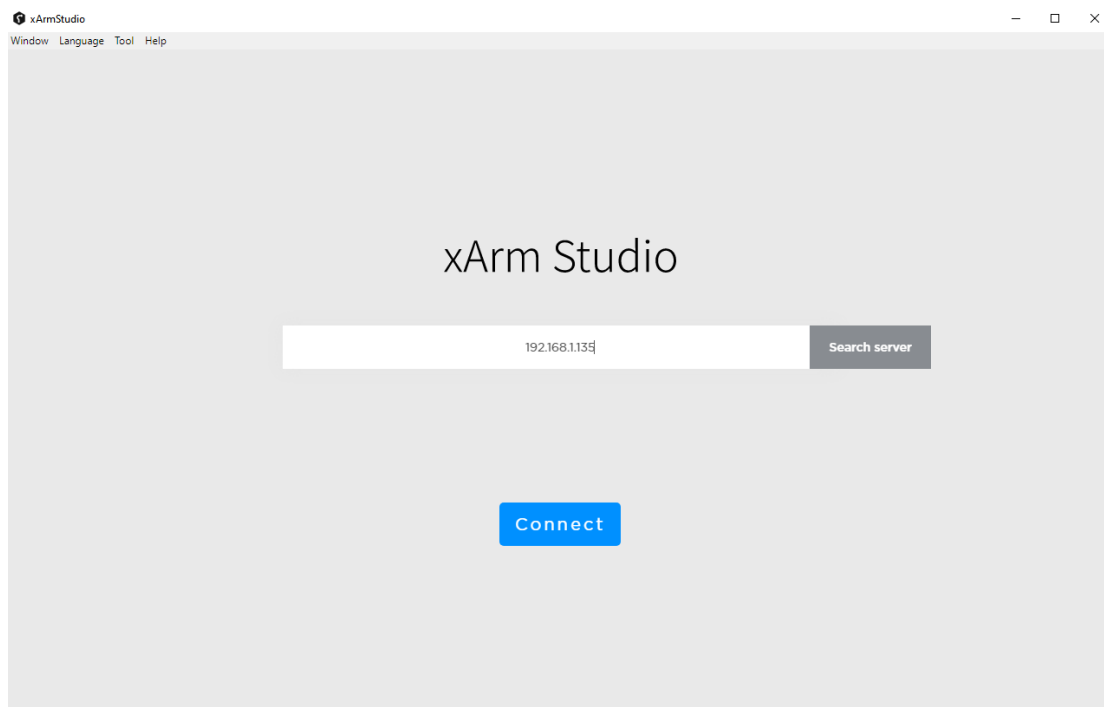 xArmStudio
Window Language Tool Help
xArm Studio
192.168.1.135
Search server
Connect